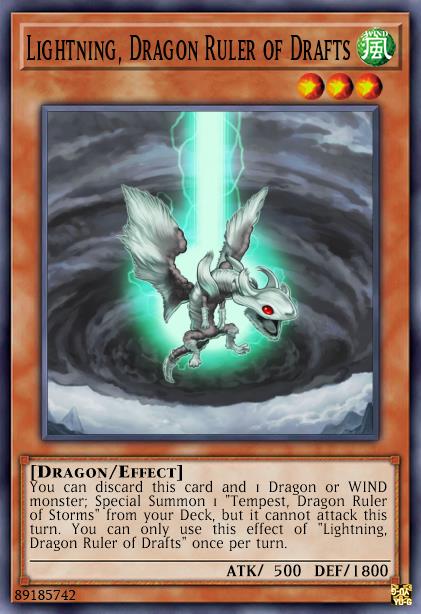 Lightning, Dragon Ruler of Drafts
WIND
風
[Dragon/Effect]
You can discard this card and 1 Dragon or WIND
monster; Special Summon 1 "Tempest, Dragon Ruler
of Storms" from your Deck, but it cannot attack this
turn. You can only use this effect of "Lightning,
Dragon Ruler of Drafts" once per turn.
ATK/ 500 DEF/1800
89185742